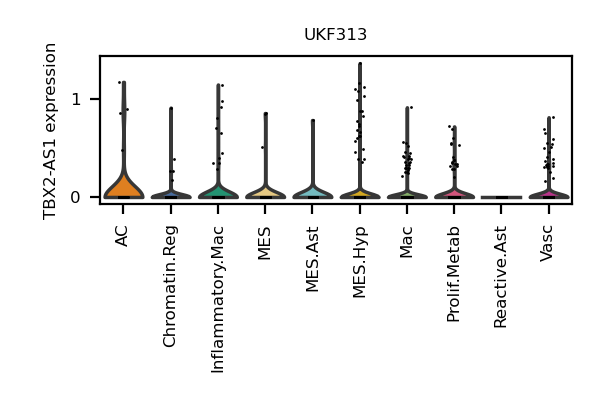 UKF313
TBX2-AS1 expression
1
0
AC
Chromatin.Reg
Inflammatory.Mac
MES
MES.Ast
MES.Hyp
Mac
Prolif.Metab
Reactive.Ast
Vasc